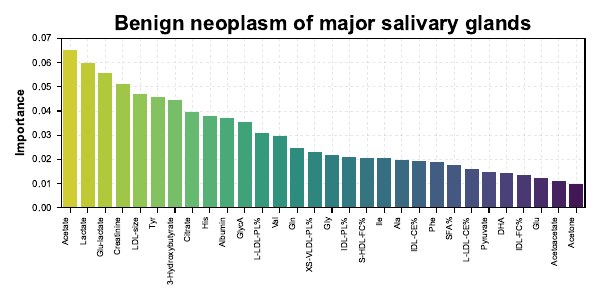 Benign neoplasm of major salivary glands
Importance
0.07
0.06
0.05
0.04
0.03
0.02
0.01
0.00
Acetate
Lactate
Glu-lactate
Creatinine
LDL-size
Tyr
3-Hydroxybutyrate
Citrate
His
Albumin
GlycA
L-LDL-PL%
Val
Gln
XS-VLDL-PL%
Gly
IDL-PL%
S-HDL-FC%
Ile
Ala
IDL-CE%
Phe
SFA%
L-LDL-CE%
Pyruvate
DHA
IDL-FC%
Glu
Acetoacetate
Acetone